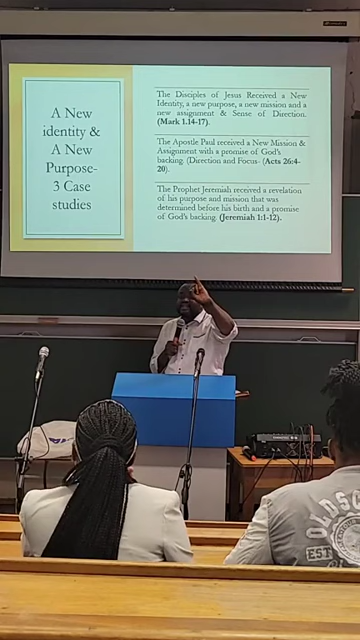 A New
identity &
A New
Purpose-
3 Case
studies
The Disciples of Jesus Received a New
Identity, a new purpose, a new mission and a
new assignment & Sense of Direction.
(Mark 1.14-17).
The Apostle Paul received a New Mission &
Assignment with a promise of God's
backing. (Direction and Focus- (Acts 26:4-
20).
The Prophet Jeremiah received a revelation
of his purpose and mission that was
determined before his birth and a promise
of God's backing. (Jeremiah 1:1-12).
EST